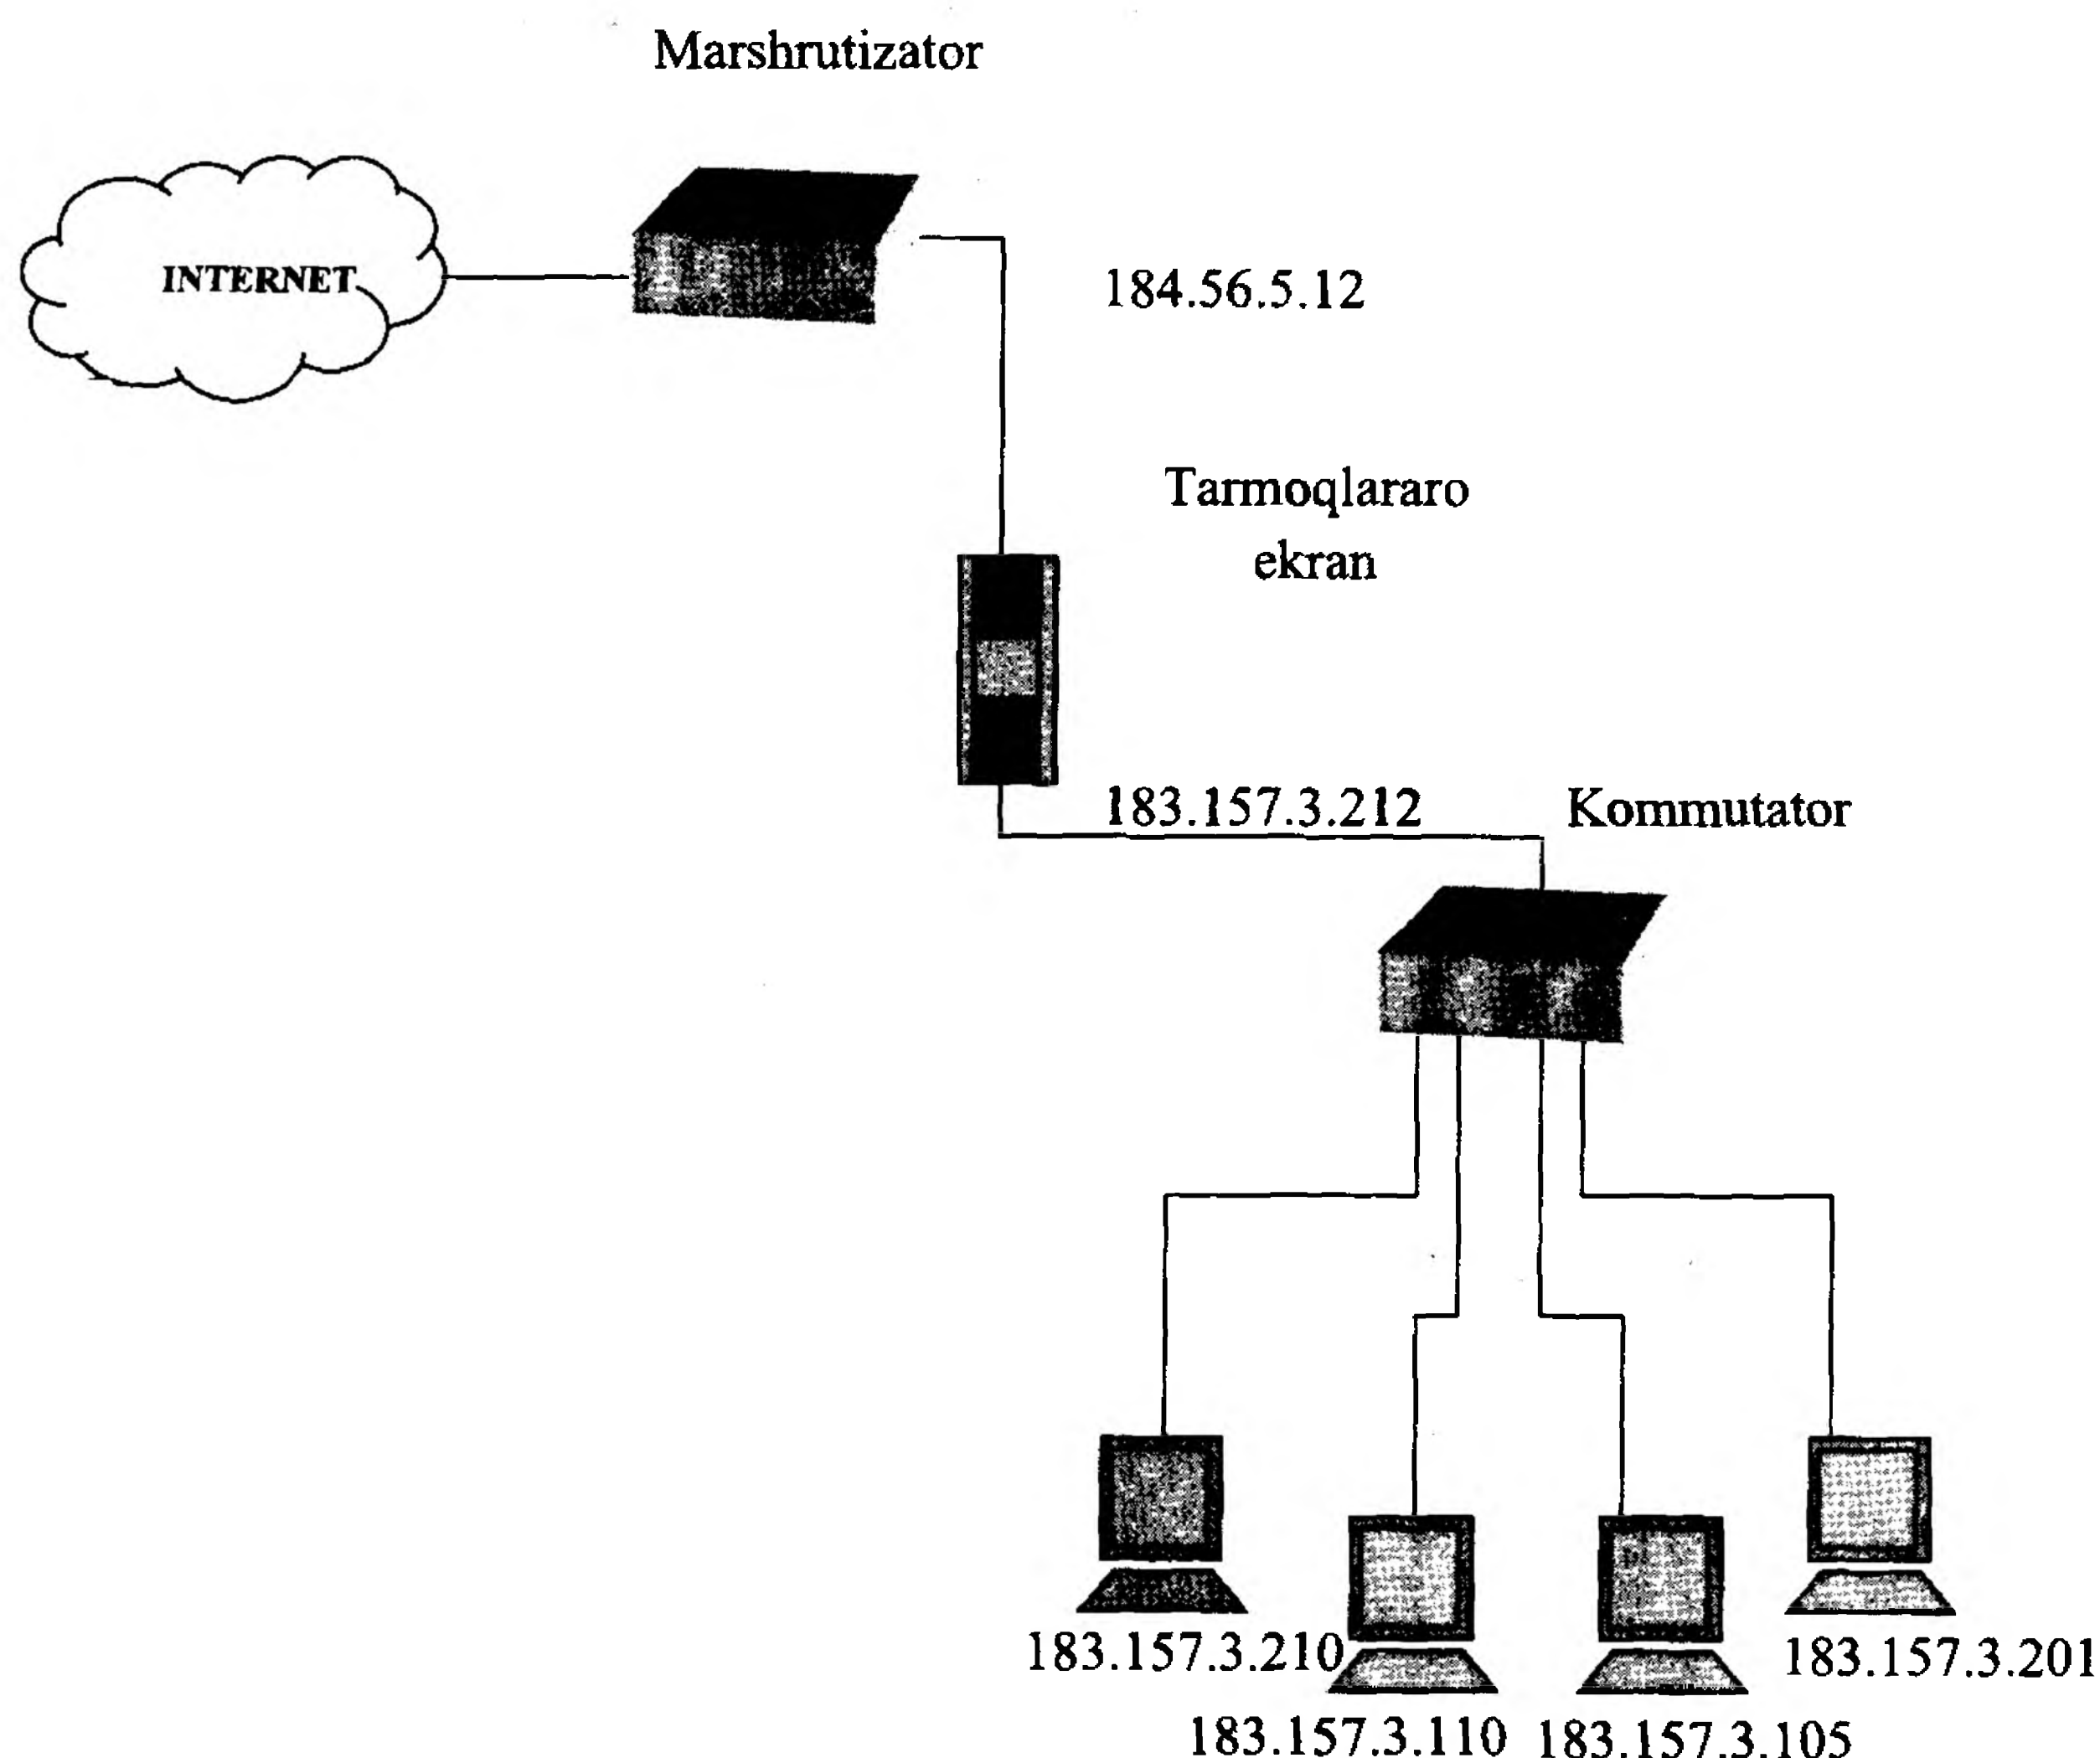 Marshrutizator
INTERNET
184.56.5.12
Tarmoqlararo
ekran
183.157.3.212
Kommutator
183.157.3.210
183.157.3.201
183.157.3.110
183.157.3.105